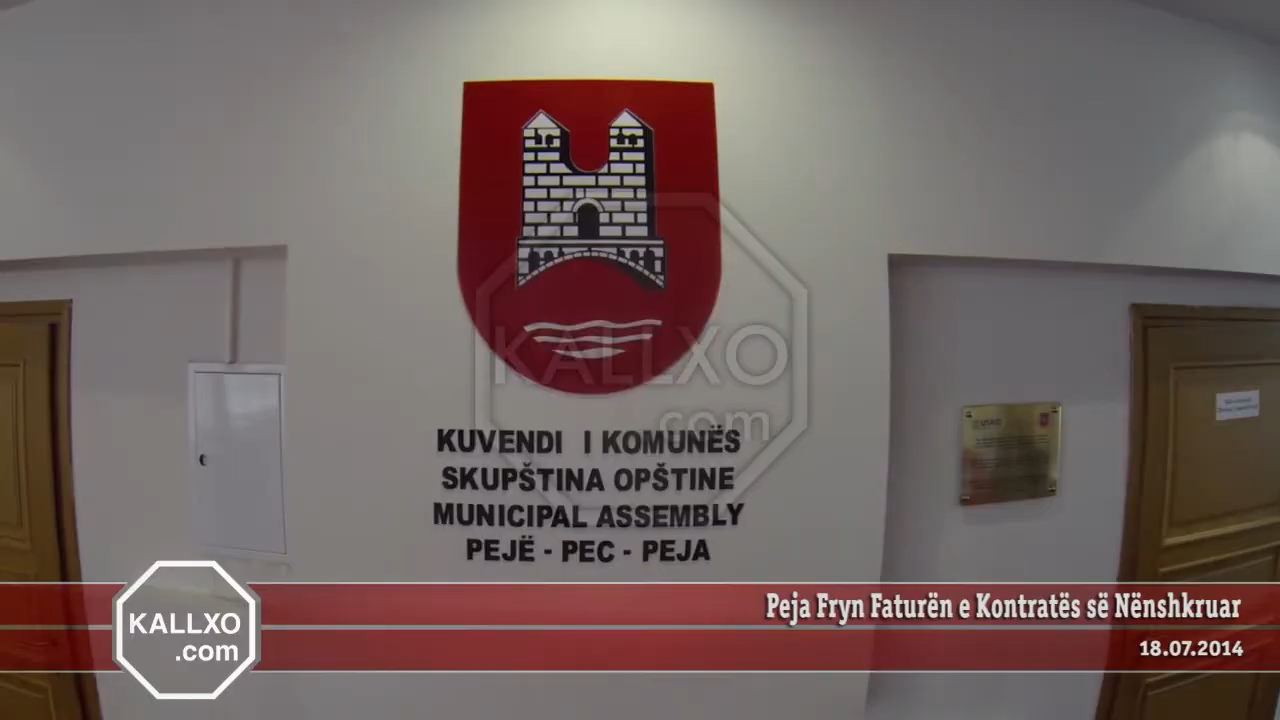 KALLXO
.com
KUVENDI I KOMUNËS
SKUPŠTINA OPŠTINE
MUNICIPAL ASSEMBLY
PEJË - PEC - PEJA
USAID
Peja Fryn Faturën e Kontratës së Nënshkruar
KALLXO
.com
18.07.2014